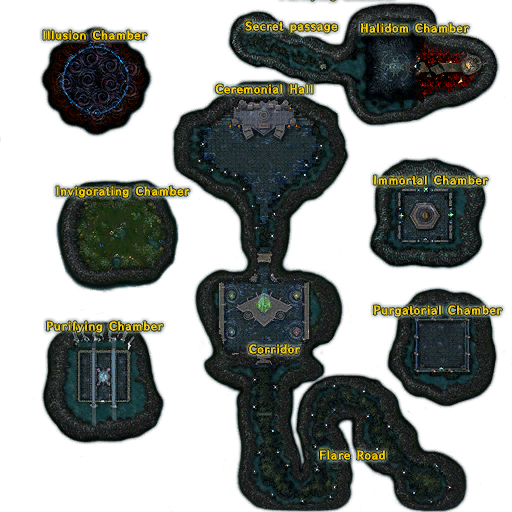 Secret passage
Halidom Chamber
Illusion Chamber
Ceremonial Hall
Immortal Chamber
Invigorating Chamber
Purgatorial Chamber
Purifying Chamber
Corridor
Flare Road